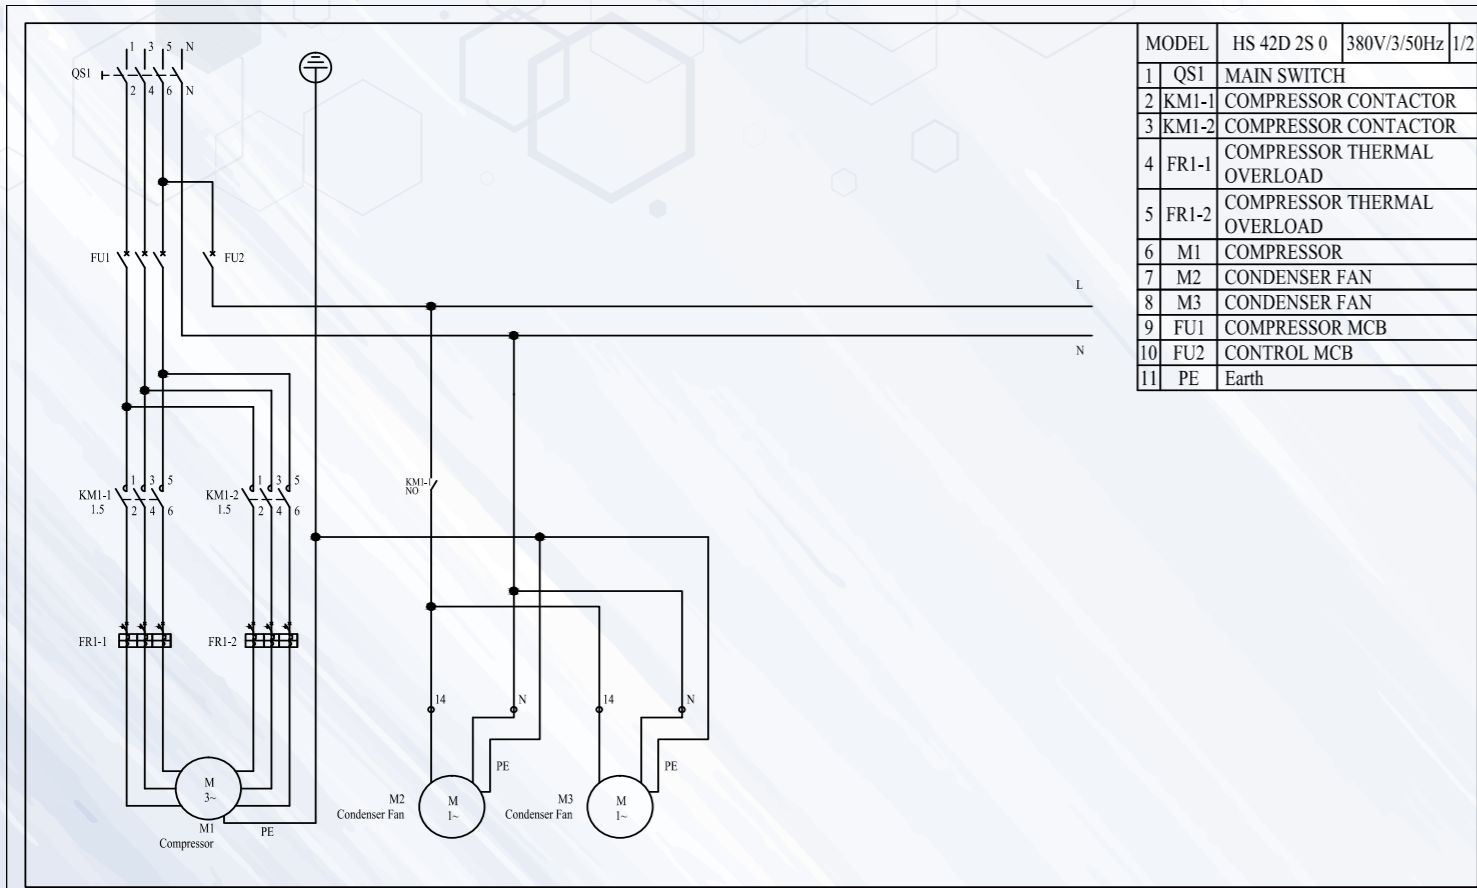 1 3 5 N
QS1
2 4 6 N
FU1
FU2
L
N
1 3 5
KM1-1
1.5
2 4 6
1 3 5
KM1-2
1.5
2 4 6
KM1-1
NO
FR1-1
FR1-2
14
N
14
N
M
3~
M1
Compressor
PE
M2
Condenser Fan
M
1~
PE
M3
Condenser Fan
M
1~
PE
MODEL HS 42D 2S 0 380V/3/50Hz 1/2
1 QS1 MAIN SWITCH
2 KM1-1 COMPRESSOR CONTACTOR
3 KM1-2 COMPRESSOR CONTACTOR
4 FR1-1 COMPRESSOR THERMAL
OVERLOAD
5 FR1-2 COMPRESSOR THERMAL
OVERLOAD
6 M1 COMPRESSOR
7 M2 CONDENSER FAN
8 M3 CONDENSER FAN
9 FU1 COMPRESSOR MCB
10 FU2 CONTROL MCB
11 PE Earth